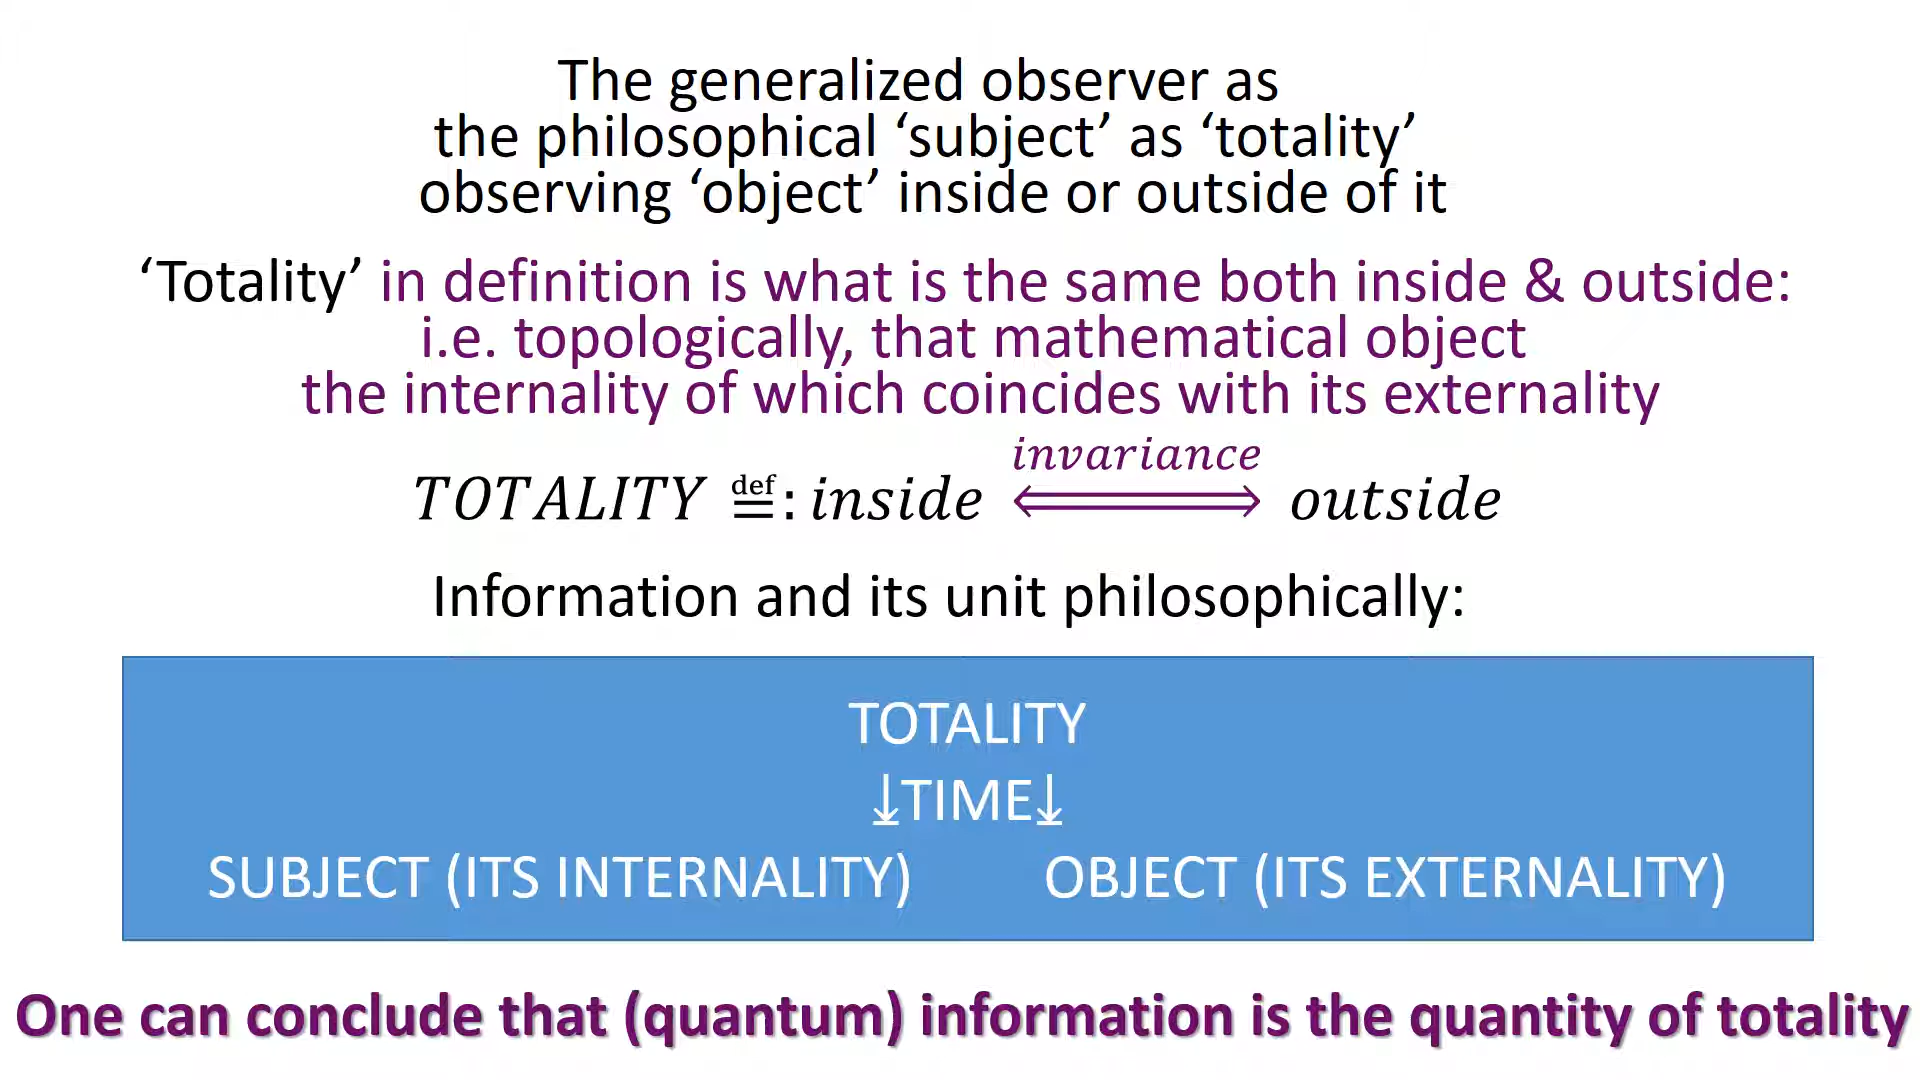 The generalized observer as
the philosophical ‘subject’ as ‘totality’
observing ‘object’ inside or outside of it
‘Totality’ in definition is what is the same both inside & outside:
i.e. topologically, that mathematical object
the internality of which coincides with its externality
TOTALITY ≝: inside ⟺ outside
invariance
Information and its unit philosophically:
TOTALITY
↓TIME↓
SUBJECT (ITS INTERNALITY) OBJECT (ITS EXTERNALITY)
One can conclude that (quantum) information is the quantity of totality